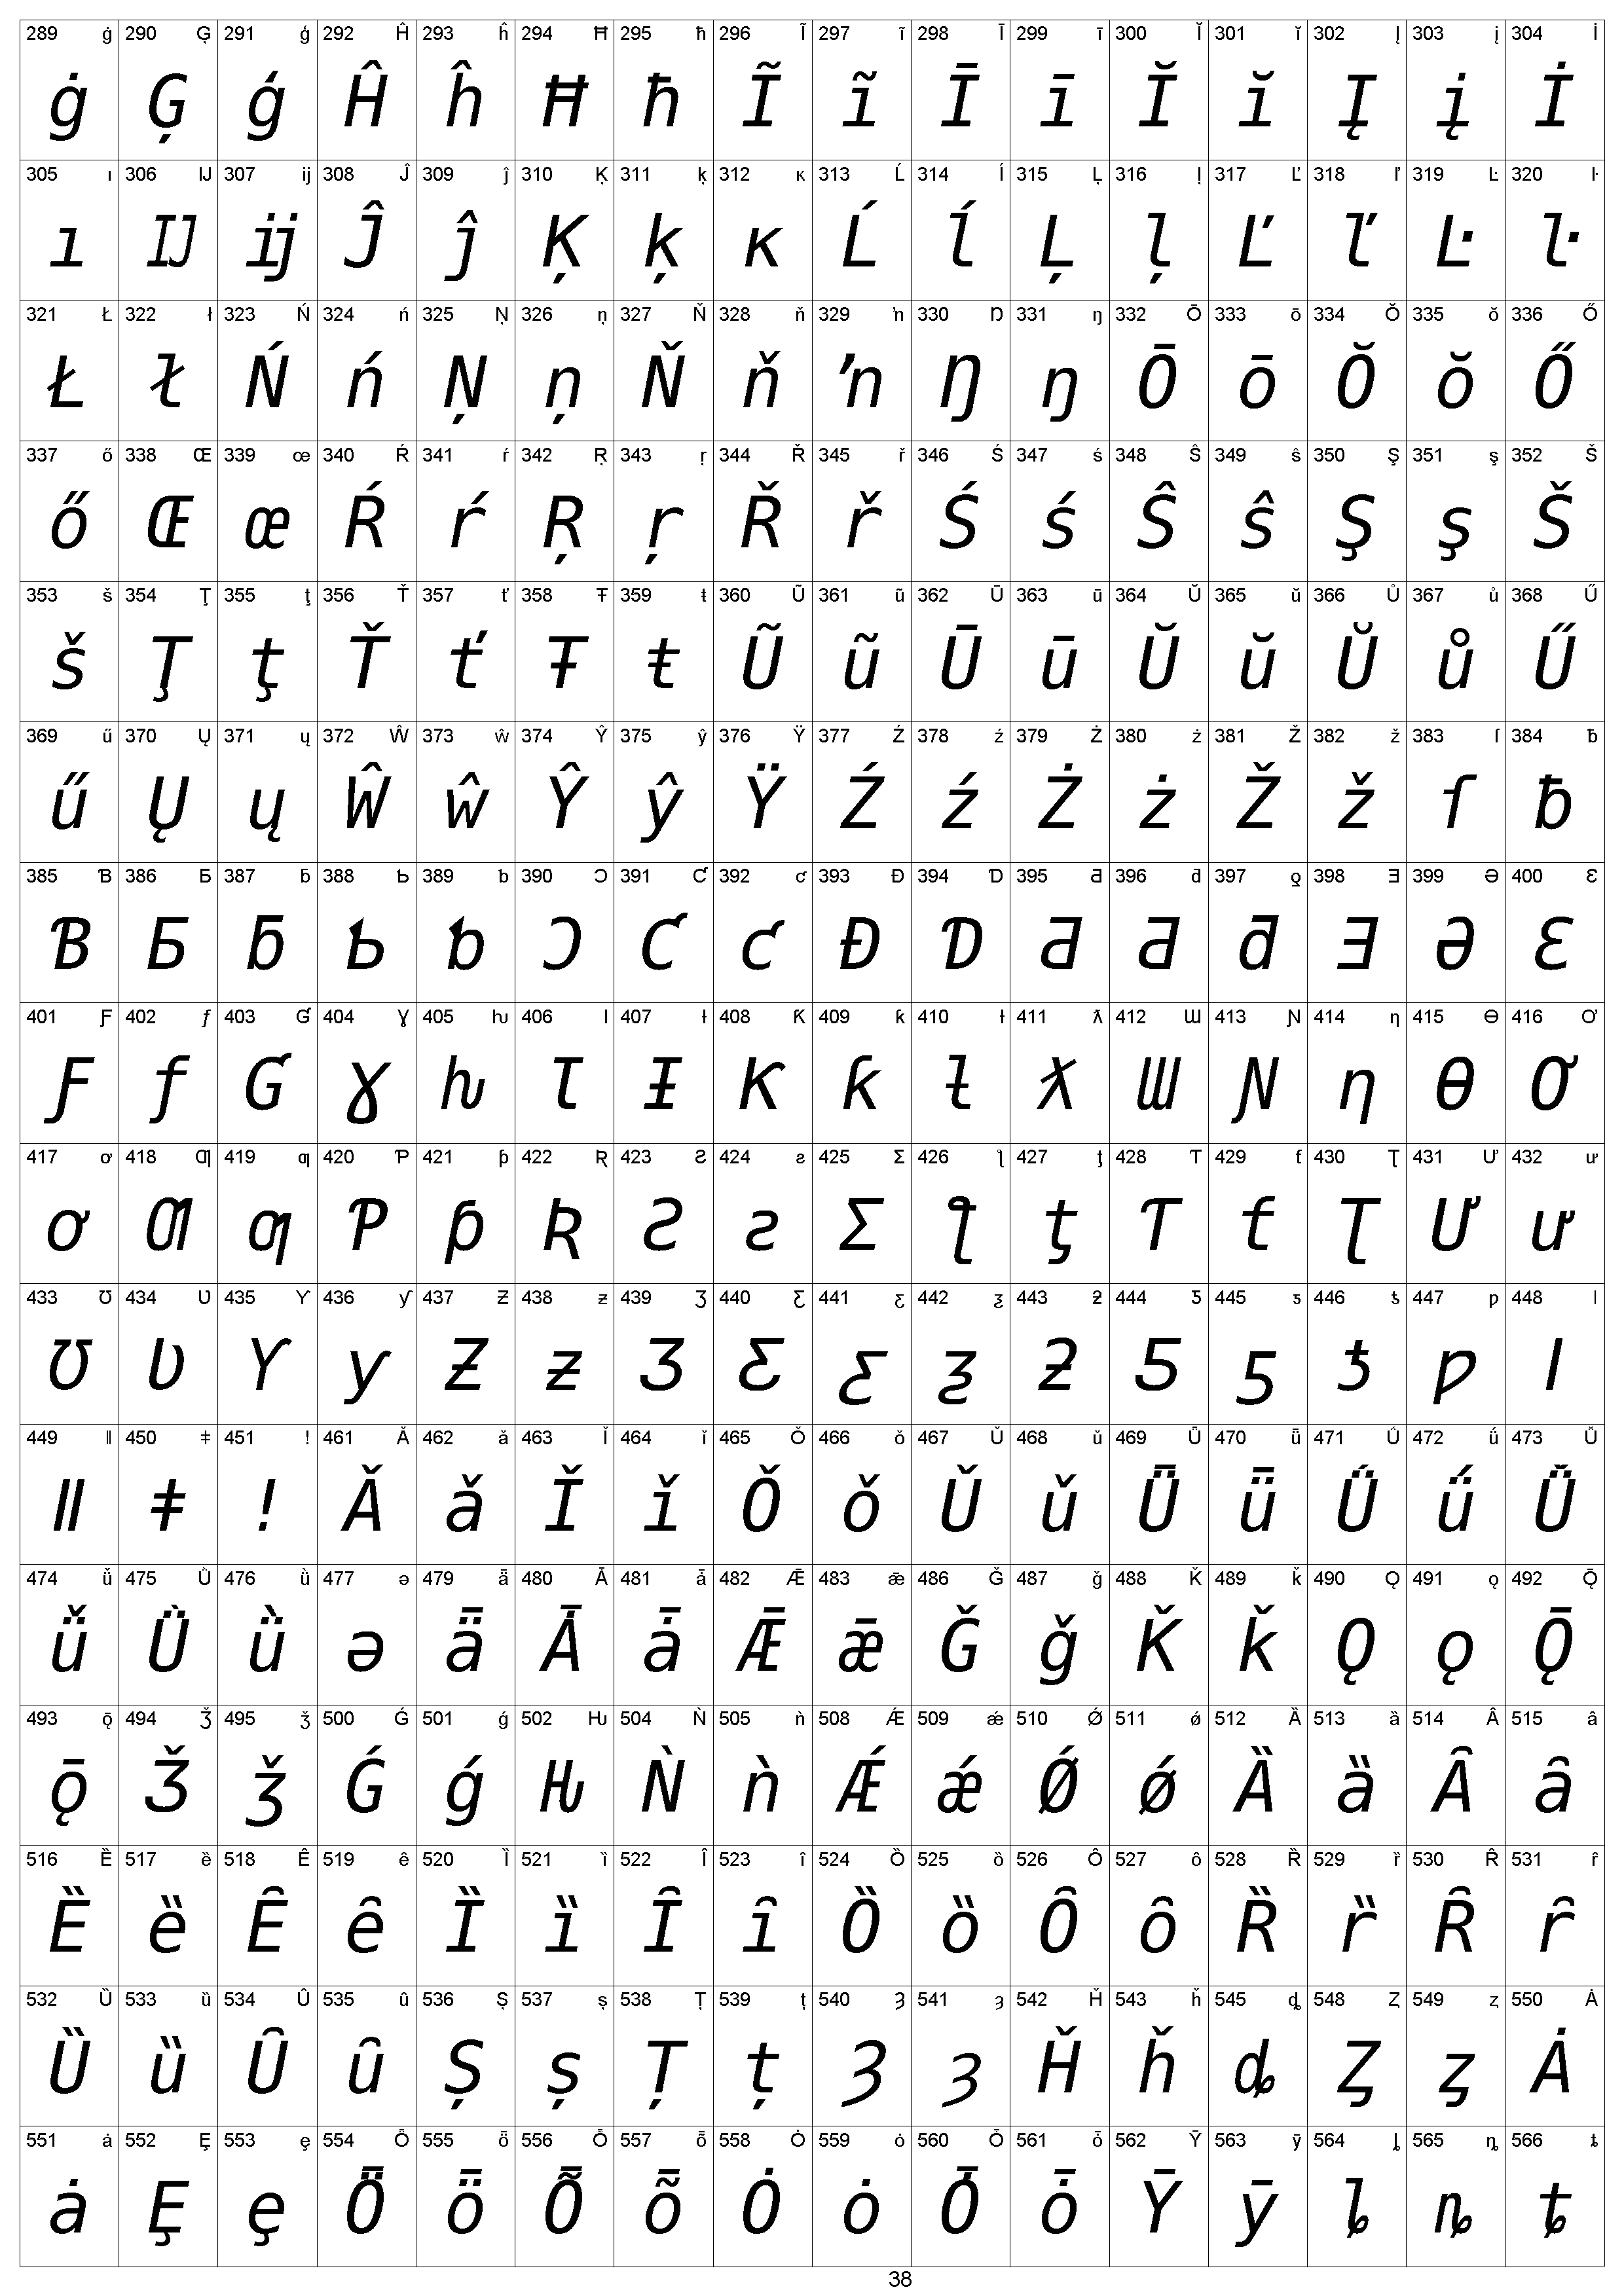 289 ġ 290 Ģ 291 ģ 292 Ĥ 293 ĥ 294 Ħ 295 ħ 296 Ĩ 297 ĩ 298 Ī 299 ī 300 Ĭ 301 ĭ 302 Į 303 į 304 İ
ġ Ģ ģ Ĥ ĥ Ħ ħ Ĩ ĩ Ī ī Ĭ ĭ Į į İ
305 ı 306 Ĳ 307 ĳ 308 Ĵ 309 ĵ 310 Ķ 311 ķ 312 ĸ 313 Ĺ 314 ĺ 315 Ļ 316 ļ 317 Ľ 318 ľ 319 Ŀ 320 ŀ
ı Ĳ ĳ Ĵ ĵ Ķ ķ ĸ Ĺ ĺ Ļ ļ Ľ ľ Ŀ ŀ
321 Ł 322 ł 323 Ń 324 ń 325 Ņ 326 ņ 327 Ň 328 ň 329 ŉ 330 Ŋ 331 ŋ 332 Ō 333 ō 334 Ŏ 335 ŏ 336 Ő
Ł ł Ń ń Ņ ņ Ň ň ŉ Ŋ ŋ Ō ō Ŏ ŏ Ő
337 ő 338 Œ 339 œ 340 Ŕ 341 ŕ 342 Ŗ 343 ŗ 344 Ř 345 ř 346 Ś 347 ś 348 Ŝ 349 ŝ 350 Ş 351 ş 352 Š
ő Œ œ Ŕ ŕ Ŗ ŗ Ř ř Ś ś Ŝ ŝ Ş ş Š
353 š 354 Ţ 355 ţ 356 Ť 357 ť 358 Ŧ 359 ŧ 360 Ũ 361 ũ 362 Ū 363 ū 364 Ŭ 365 ŭ 366 Ů 367 ů 368 Ű
š Ţ ţ Ť ť Ŧ ŧ Ũ ũ Ū ū Ŭ ŭ Ŭ ů Ű
369 ű 370 Ų 371 ų 372 Ŵ 373 ŵ 374 Ŷ 375 ŷ 376 Ÿ 377 Ź 378 ź 379 Ż 380 ż 381 Ž 382 ž 383 ſ 384 ƀ
ű Ų ų Ŵ ŵ Ŷ ŷ Ÿ Ź ź Ż ż Ž ž ſ ƀ
385 Ɓ 386 Ƃ 387 ƃ 388 Ƅ 389 ƅ 390 Ɔ 391 Ƈ 392 ƈ 393 Ɖ 394 Ɗ 395 Ƌ 396 ƌ 397 ƍ 398 Ǝ 399 Ə 400 Ɛ
Ɓ Ƃ ƃ Ƅ ƅ Ɔ Ƈ ƈ Ɖ Ɗ Ƌ Ƌ ƌ Ǝ Ə Ɛ
401 Ƒ 402 ƒ 403 Ɠ 404 Ɣ 405 ƕ 406 Ɩ 407 Ɨ 408 Ƙ 409 ƙ 410 ƚ 411 ƛ 412 Ɯ 413 Ɲ 414 ƞ 415 Ɵ 416 Ơ
Ƒ ƒ Ɠ Ɣ ƕ Ɩ Ɨ Ƙ ƙ ƚ ƛ Ɯ Ɲ ƞ Ɵ Ơ
417 ơ 418 Ƣ 419 ƣ 420 Ƥ 421 ƥ 422 Ʀ 423 Ƨ 424 ƨ 425 Ʃ 426 ƪ 427 ƫ 428 Ƭ 429 ƭ 430 Ʈ 431 Ư 432 ư
ơ Ƣ ƣ Ƥ ƥ Ʀ Ƨ ƨ Ʃ ƪ ƫ Ƭ ƭ Ʈ Ư ư
433 Ʊ 434 Ʋ 435 Ƴ 436 ƴ 437 Ƶ 438 ƶ 439 Ʒ 440 Ƹ 441 ƹ 442 ƺ 443 ƻ 444 Ƽ 445 ƽ 446 ƾ 447 ƿ 448 ǀ
Ʊ Ʋ Ƴ ƴ Ƶ ƶ Ʒ Ƹ ƹ ƺ ƻ Ƽ ƽ ƾ ƿ ǀ
449 ǁ 450 ǂ 451 ǃ 461 Ǎ 462 ǎ 463 Ǐ 464 ǐ 465 Ǒ 466 ǒ 467 Ǔ 468 ǔ 469 Ǖ 470 ǖ 471 Ǘ 472 ǘ 473 Ǚ
ǁ ǂ ǃ Ǎ ǎ Ǐ ǐ Ǒ ǒ Ǔ ǔ Ǖ ǖ Ǘ ǘ Ǚ
474 ǚ 475 Ǜ 476 ǜ 477 ǝ 479 ǟ 480 Ǡ 481 ǡ 482 Ǣ 483 ǣ 486 Ǧ 487 ǧ 488 Ǩ 489 ǩ 490 Ǫ 491 ǫ 492 Ǭ
ǚ Ǜ ǜ ǝ ǟ Ǡ ǡ Ǣ ǣ Ǧ ǧ Ǩ ǩ Ǫ ǫ Ǭ
493 ǭ 494 Ǯ 495 ǯ 500 Ǵ 501 ǵ 502 Ƕ 504 Ǹ 505 ǹ 508 Ǽ 509 ǽ 510 Ǿ 511 ǿ 512 Ȁ 513 ȁ 514 Ȃ 515 ȃ
ǭ Ǯ ǯ Ǵ ǵ Ƕ Ǹ ǹ Ǽ ǽ Ǿ ǿ Ȁ ȁ Ȃ ȃ
516 Ȅ 517 ȅ 518 Ȇ 519 ȇ 520 Ȉ 521 ȉ 522 Ȋ 523 ȋ 524 Ȍ 525 ȍ 526 Ȏ 527 ȏ 528 Ȑ 529 ȑ 530 Ȓ 531 ȓ
Ȅ ȅ Ȇ ȇ Ȉ ȉ Ȋ ȋ Ȍ ȍ Ȏ ȏ Ȑ ȑ Ȓ ȓ
532 Ȕ 533 ȕ 534 Ȗ 535 ȗ 536 Ș 537 ș 538 Ț 539 ț 540 Ȝ 541 ȝ 542 Ȟ 543 ȟ 545 ȡ 548 Ȥ 549 ȥ 550 Ȧ
Ȕ ȕ Ȗ ȗ Ș ș Ț ț Ȝ ȝ Ȟ ȟ ȡ Ȥ ȥ Ȧ
551 ȧ 552 Ȩ 553 ȩ 554 Ȫ 555 ȫ 556 Ȭ 557 ȭ 558 Ȯ 559 ȯ 560 Ȱ 561 ȱ 562 Ȳ 563 ȳ 564 ȴ 565 ȵ 566 ȶ
ȧ Ȩ ȩ Ȫ ȫ Ȭ ȭ Ȯ ȯ Ȱ ȱ Ȳ ȳ ȴ ȵ ȶ
38